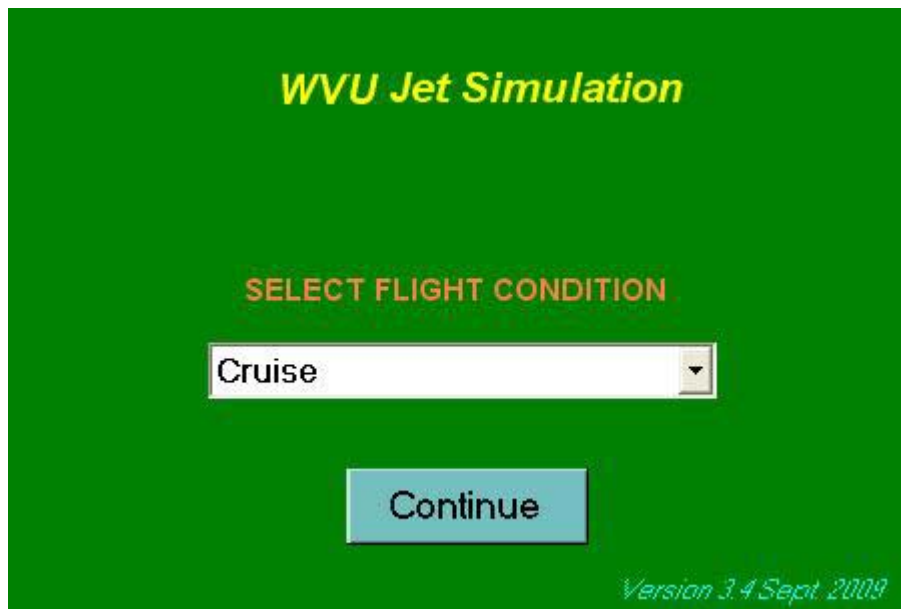 WVU Jet Simulation
SELECT FLIGHT CONDITION
Cruise
Continue
Version 3.4 Sept. 2009